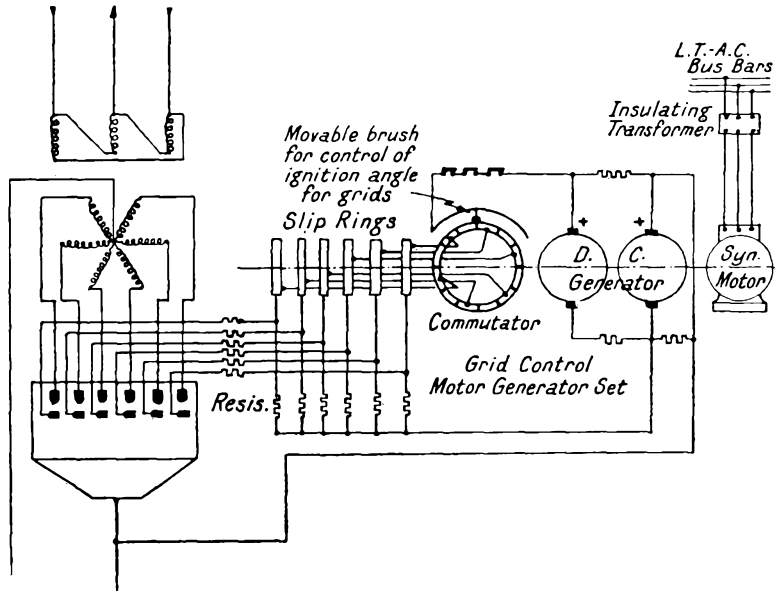 L.T.-A.C.
Bus Bars
Insulating
Transformer
Movable brush
for control of
ignition angle
for grids
Slip Rings
+
+
D. C.
Generator
Syn.
Motor
Commutator
Grid Control
Motor Generator Set
Resis.